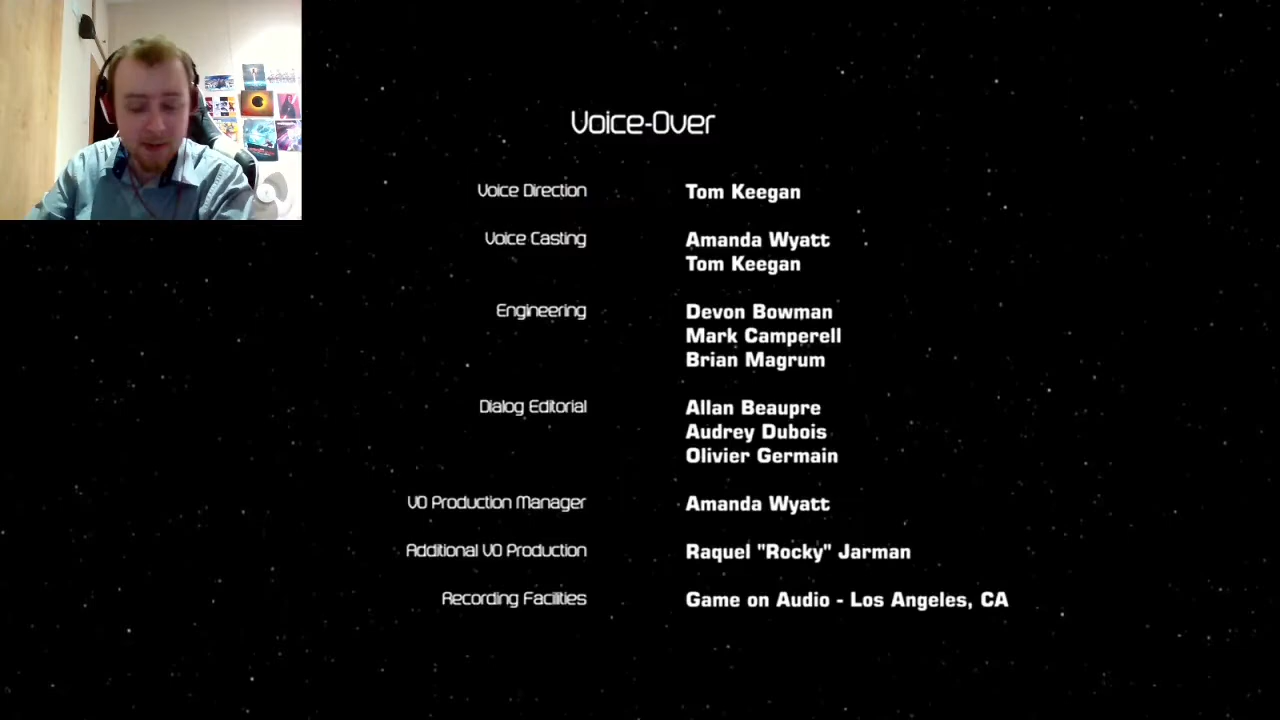 Voice-Over
Voice Direction Tom Keegan
Voice Casting Amanda Wyatt
Tom Keegan
Engineering Devon Bowman
Mark Camperell
Brian Magrum
Dialog Editorial Allan Beaupre
Audrey Dubois
Olivier Germain
VO Production Manager Amanda Wyatt
Additional VO Production Raquel "Rocky" Jarman
Recording Facilities Game on Audio - Los Angeles, CA